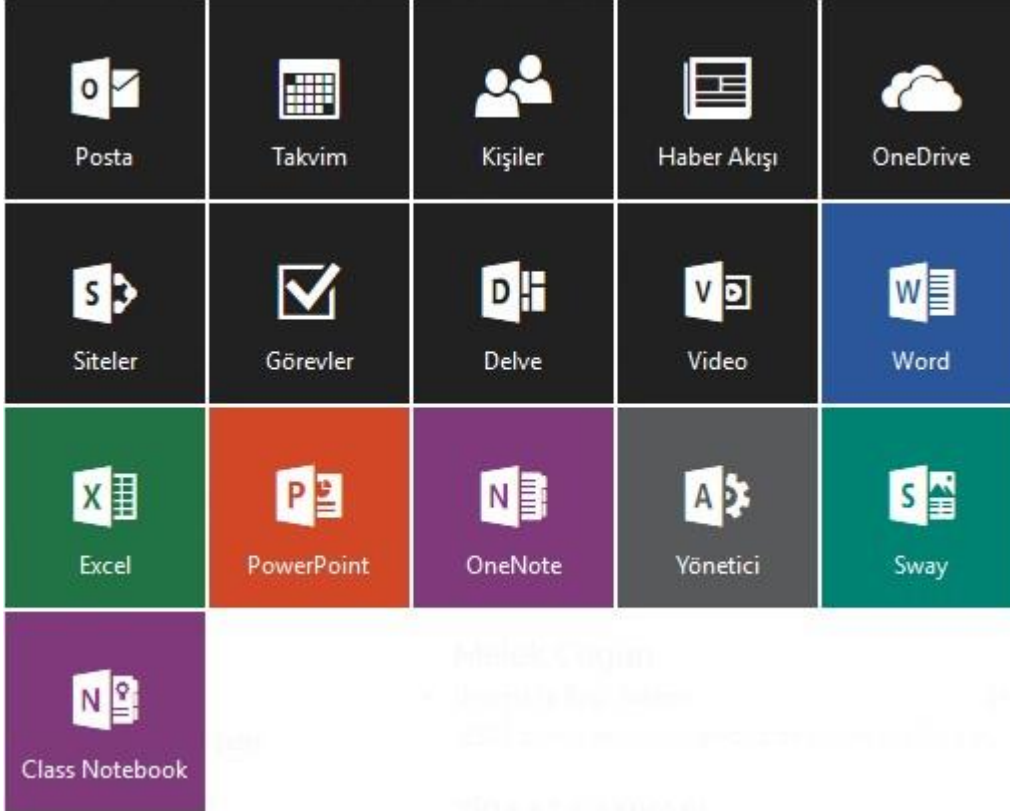 Posta
Takvim
Kişiler
Haber Akışı
OneDrive
Siteler
Görevler
Delve
Video
Word
Excel
PowerPoint
OneNote
Yönetici
Sway
Class Notebook